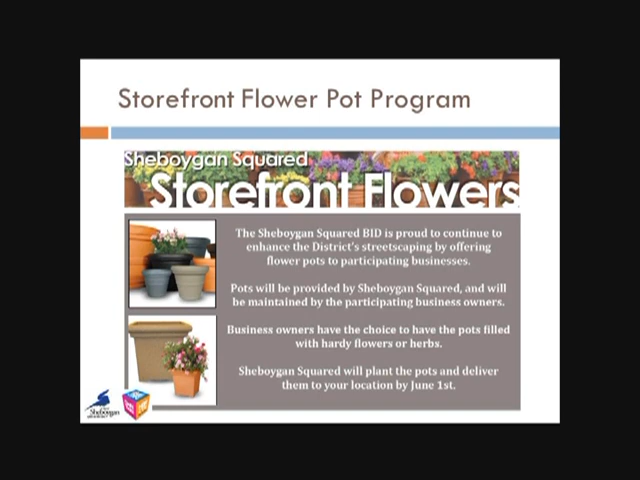 Storefront Flower Pot Program
Sheboygan Squared
Storefront Flowers
The Sheboygan Squared BID is proud to continue to
enhance the District's streetscaping by offering
flower pots to participating businesses.
Pots will be provided by Sheboygan Squared, and will
be maintained by the participating business owners.
Business owners have the choice to have the pots filled
with hardy flowers or herbs.
Sheboygan Squared will plant the pots and deliver
them to your location by June 1st.
Sheboygan